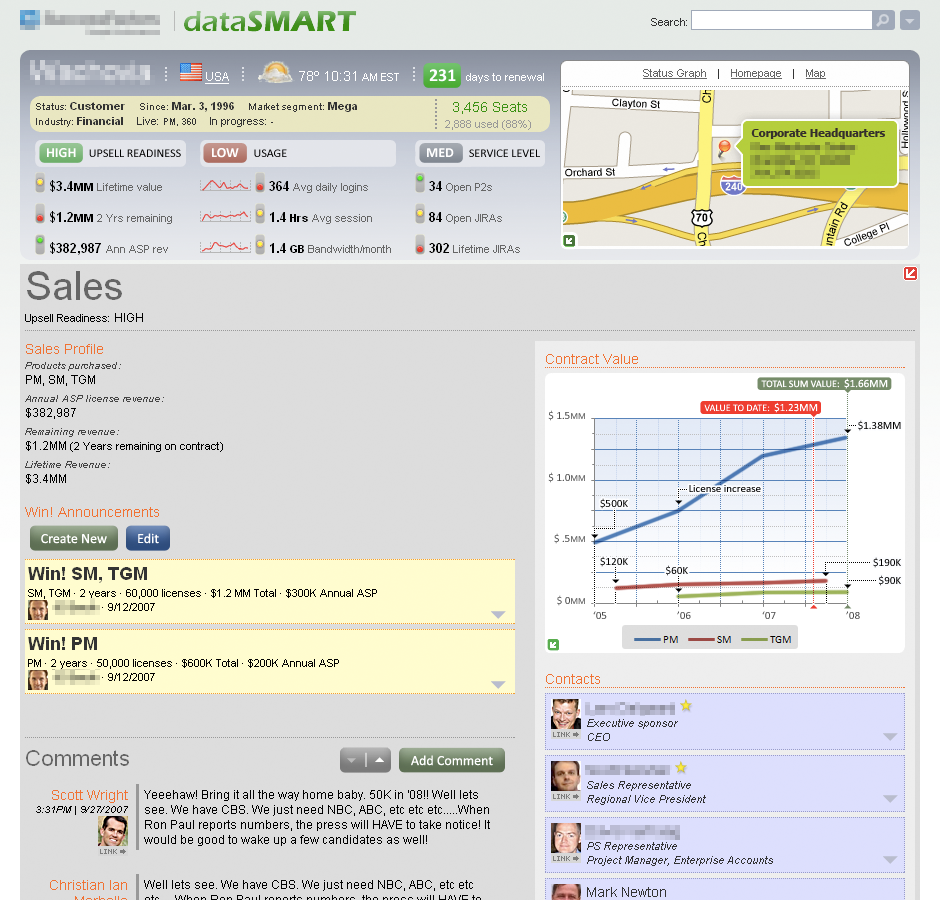 dataSMART
Search:
USA
78° 10:31 AM EST
231 days to renewal
Status: Customer Since: Mar. 3, 1996 Market segment: Mega
Industry: Financial Live: PM, 360 In progress: -
3,456 Seats
2,888 used (88%)
HIGH UPSELL READINESS
LOW USAGE
MED SERVICE LEVEL
$3.4MM Lifetime value
364 Avg daily logins
34 Open P2s
$1.2MM 2 Yrs remaining
1.4 Hrs Avg session
84 Open JIRAs
$382,987 Ann ASP rev
1.4 GB Bandwidth/month
302 Lifetime JIRAs
Status Graph | Homepage | Map
Clayton St
Ch
Hollywood S
Corporate Headquarters
Orchard St
240
70
Ch
ntain Rd
College Pl
Sales
Upsell Readiness: HIGH
Sales Profile
Products purchased:
PM, SM, TGM
Annual ASP license revenue:
$382,987
Remaining revenue:
$1.2MM (2 Years remaining on contract)
Lifetime Revenue:
$3.4MM
Win! Announcements
Create New
Edit
Win! SM, TGM
SM, TGM · 2 years · 60,000 licenses · $1.2 MM Total · $300K Annual ASP
· 9/12/2007
Win! PM
PM · 2 years · 50,000 licenses · $600K Total · $200K Annual ASP
· 9/12/2007
Comments
Add Comment
Scott Wright
3:31PM | 9/27/2007
LINK
Yeeehaw! Bring it all the way home baby. 50K in '08!! Well lets
see. We have CBS. We just need NBC, ABC, etc etc etc.....When
Ron Paul reports numbers, the press will HAVE to take notice! It
would be good to wake up a few candidates as well!
Christian Ian
Well lets see. We have CBS. We just need NBC, ABC, etc etc
etc.....When Ron Paul reports numbers, the press will HAVE to
Contract Value
TOTAL SUM VALUE: $1.66MM
VALUE TO DATE: $1.23MM
$ 1.5MM
$1.38MM
$ 1.0MM
License increase
$500K
$ .5MM
$120K
$60K
$190K
$90K
$ 0MM
'05 '06 '07 '08
PM SM TGM
Contacts
Executive sponsor
CEO
LINK
Sales Representative
Regional Vice President
LINK
PS Representative
Project Manager, Enterprise Accounts
LINK
Mark Newton